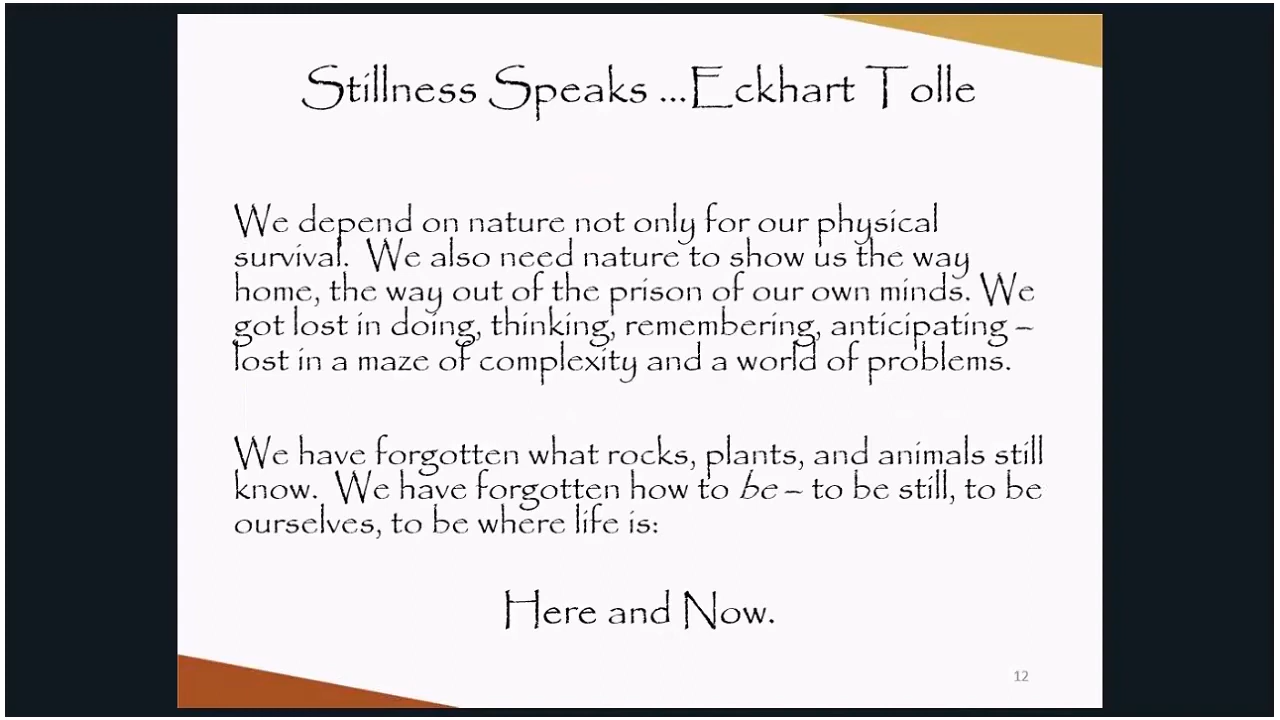 Stillness Speaks ...Eckhart Tolle
We depend on nature not only for our physical
survival. We also need nature to show us the way
home, the way out of the prison of our own minds. We
got lost in doing, thinking, remembering, anticipating –
lost in a maze of complexity and a world of problems.
We have forgotten what rocks, plants, and animals still
know. We have forgotten how to be – to be still, to be
ourselves, to be where life is:
Here and Now.
12